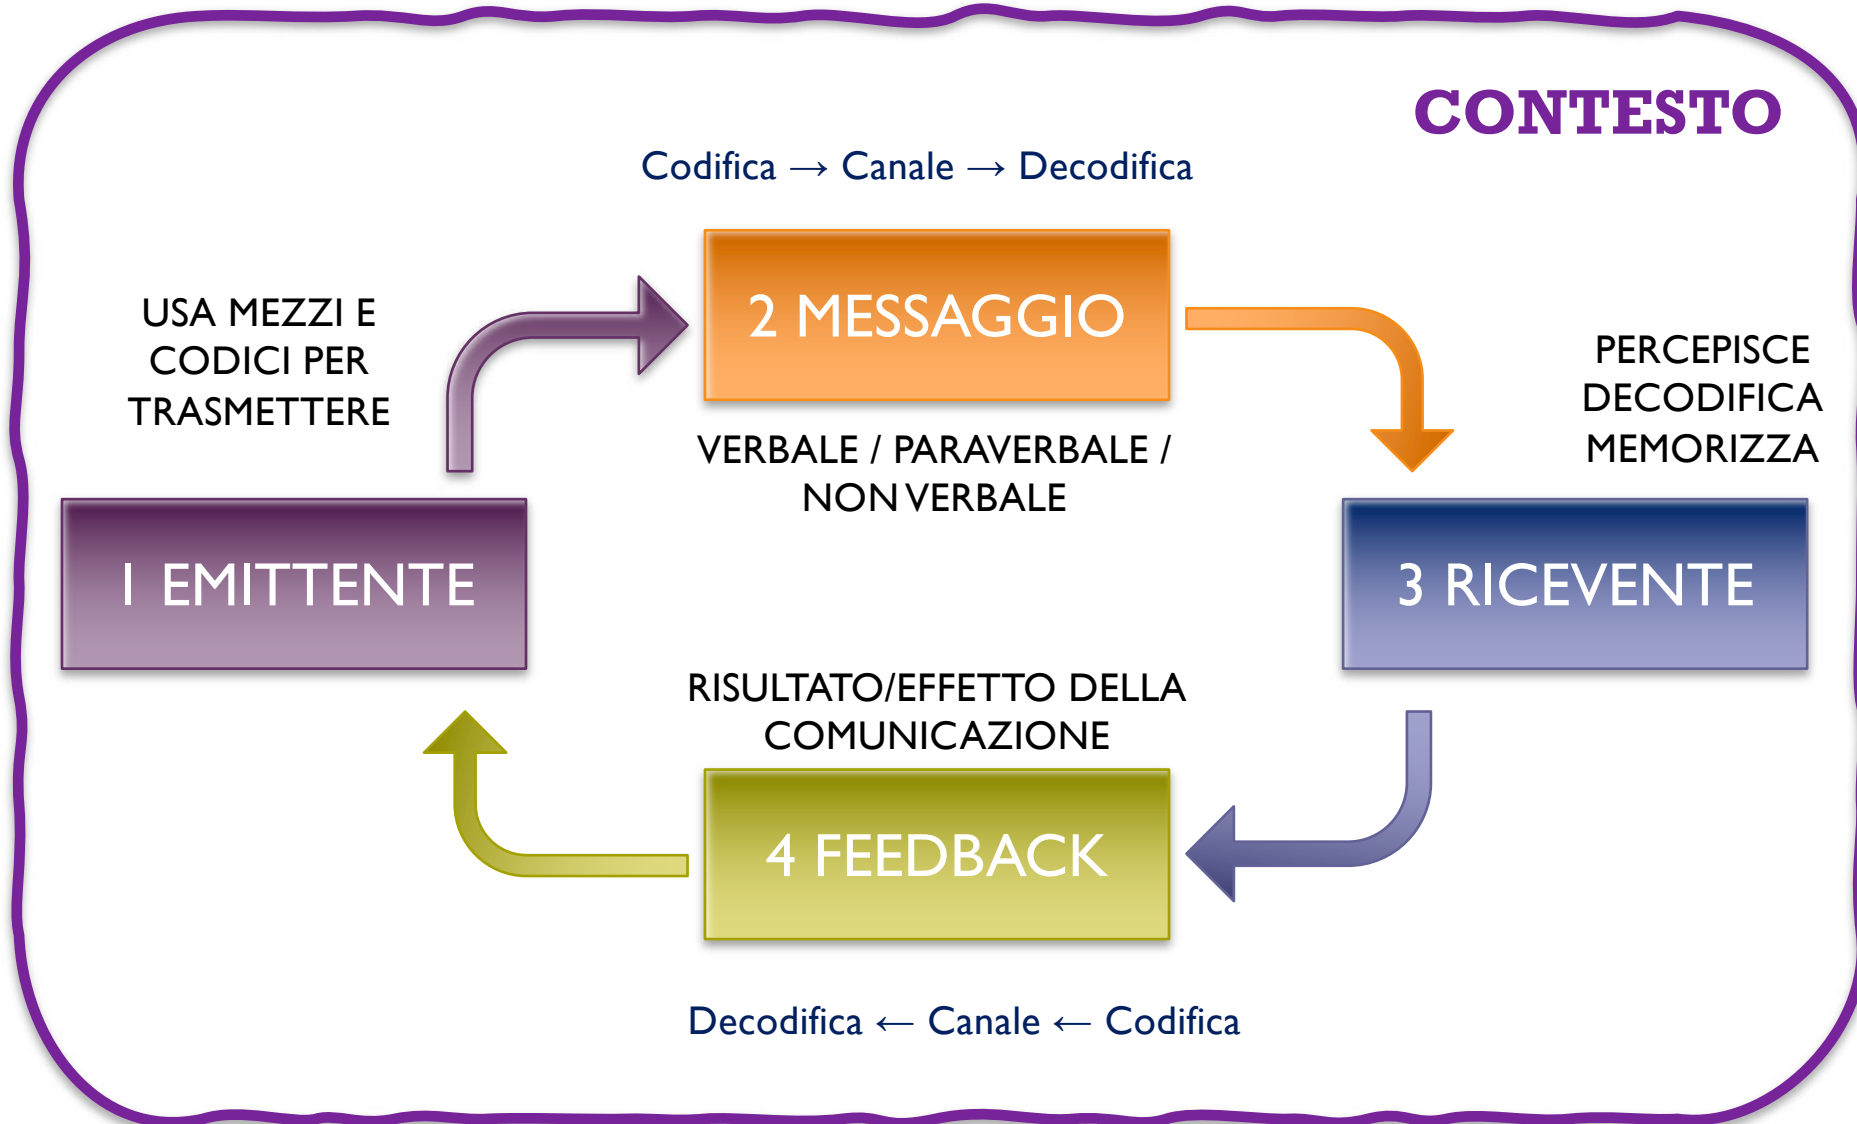 CONTESTO
Codifica → Canale → Decodifica
2 MESSAGGIO
USA MEZZI E
CODICI PER
TRASMETTERE
PERCEPISCE
DECODIFICA
MEMORIZZA
VERBALE / PARAVERBALE /
NON VERBALE
1 EMITTENTE
3 RICEVENTE
RISULTATO/EFFETTO DELLA
COMUNICAZIONE
4 FEEDBACK
Decodifica ← Canale ← Codifica